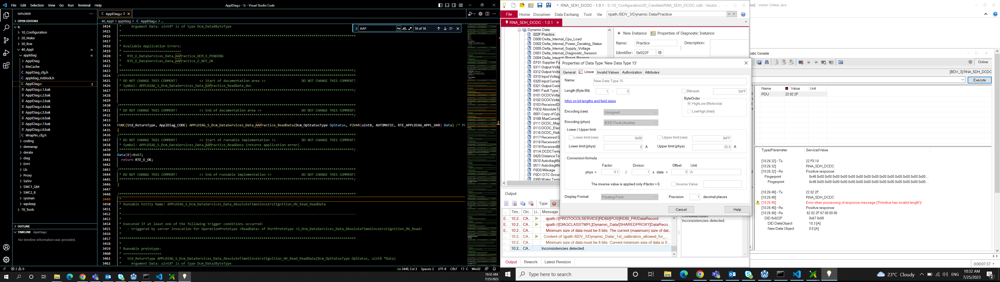 File Edit Selection View Go Run Terminal Help
ApplDiag.c - S: - Visual Studio Code
EXPLORER
OPEN EDITORS
S:
10_Configuration
20_Make
30_Bsw
40_Appl
appldiag
ApplDiag
RteCache
ApplDiag_cfg.h
appldiag_nvblock.h
ApplDiag.c 2
ApplDiag.c.1.bak
ApplDiag.c.2.bak
ApplDiag.c.3.bak
ApplDiag.c.4.bak
ApplDiag.c.5.bak
ApplDiag.c.6.bak
ApplDiag.c.7.bak
ApplDiag.c.8.bak
WrapNv_cfg.h
coding
demwrap
derate
diag
ErrH
Llc
Proxy
SaSrv
SWC1_QM
SWC2_B
sysman
wpsleep
70_Tools
OUTLINE
TIMELINE ApplDiag.c
No timeline information was provided.
ApplDiag.c 2
40_Appl > appldiag > ApplDiag.c > ...
AAP
16 of 16
3414 * Argument Data: uint8* is of type Dcm_Data4ByteType
3415 *
3416
3417 *
3418 * Available Application Errors:
3419 * ==============================
3420 * RTE_E_DataServices_Data_AAPractice_DCM_E_PENDING
3421 * RTE_E_DataServices_Data_AAPractice_E_NOT_OK
3422 *
3423
3424
3425 * DO NOT CHANGE THIS COMMENT! << Start of documentation area >> DO NOT CHANGE THIS COMMENT!
3426 * Symbol: APPLDIAG_S_Dcm_DataServices_Data_AAPractice_ReadData_doc
3427
3428
3429
3430
3431 * DO NOT CHANGE THIS COMMENT! << End of documentation area >> DO NOT CHANGE THIS COMMENT!
3432
3433
3434 FUNC(Std_ReturnType, ApplDiag_CODE) APPLDIAG_S_Dcm_DataServices_Data_AAPractice_ReadData(Dcm_OpStatusType OpStatus, P2VAR(uint8, AUTOMATIC, RTE_APPLDIAG_APPL_VAR) Data) /*
3435 {
3436
3437 * DO NOT CHANGE THIS COMMENT! << Start of runnable implementation >> DO NOT CHANGE THIS COMMENT!
3438 * Symbol: APPLDIAG_S_Dcm_DataServices_Data_AAPractice_ReadData (returns application error)
3439
3440 Data[0]=0x67;
3441 return RTE_E_OK;
3442
3443
3444 * DO NOT CHANGE THIS COMMENT! << End of runnable implementation >> DO NOT CHANGE THIS COMMENT!
3445
3446 }
3447
3448
3449 *
3450 * Runnable Entity Name: APPLDIAG_S_Dcm_DataServices_Data_AbsoluteTimeSince1rstIgnition_HV_Read_ReadData
3451 *
3452
3453 *
3454 * Executed if at least one of the following trigger conditions occurred:
3455 * - triggered by server invocation for OperationPrototype <ReadData> of PortPrototype <S_Dcm_DataServices_Data_AbsoluteTimeSince1rstIgnition_HV_Read>
3456 *
3457
3458 *
3459 * Runnable prototype:
3460 * ====================
3461 * Std_ReturnType APPLDIAG_S_Dcm_DataServices_Data_AbsoluteTimeSince1rstIgnition_HV_Read_ReadData(Dcm_OpStatusType OpStatus, uint8 *Data)
3462 * Argument Data: uint8* is of type Dcm_Data3ByteType
2 0
Ln 3449, Col 3 Spaces: 2 UTF-8 CRLF {} C Win32
10:32 AM
7/25/2023
RNA_5DH_DCDC - 1.0.1 - S:\10_Configuration\20_Candela\RNA_5DH_DCDC.cdd - Vector ...
File Home Documen Data Exchang Tool Vie
npath:/BDV_3/Dynamic Data/Practice
RNA_5DH_DCDC - 1.0.1
Dynamic Data
022F Practice
D000 Delta_Internal_Cpu_Load
D002 Delta_Internal_Power_Derating_Status
D005 Delta_Internal_Supply_Voltage
D001 Delta_Internal_Diagnostic_Session
D004 Delta_Internal_Reset_Reason
EF01 Supplier Fa
0311 Output Volta
0312 Output Volta
0310 Input Voltag
0320 Input Curren
0321 Output Curre
0401 Fault Type
0101 DCDCVoltag
0102 DCDCVoltag
0103 ReceivedD
F0D2 AbsoluteTim
0001 Copy of Cpu
010B MaxCurrent
0111 DCDC_Majo
0113 DCDC_Elec
0116 DCDC_Refu
0117 Received G
0118 Received H
0119 ReceivedB
011A DCDCTemp
0420 DistanceTo
0510 AutodiagMa
0511 AutodiagMi
F0D0 Mileage
F0D1 DTC Occur
0300 Water Temp
New Instance Properties of Diagnostic Instance
Name: Practice Description:
Identifier: 0x022F
Properties of Data Type 'New Data Type 15'
General Linear Invalid Values Authorization Attributes
Name: New Data Type 15
Length (Byte:Bit): 1 : 0 Bitmask: 0xFF
Infos on bit lengths and field sizes
ByteOrder
HighLow (Motorola)
LowHigh (Intel)
Encoding (raw): Unsigned
Encoding (phys): IEEE Float (double)
Lower / Upper limit
Lower limit (raw): 0x00 Upper limit (raw): 0xFF
Lower limit (phys): 0 A Upper limit (phys): 25.5 A
Conversion formula
Factor: Divisor: Offset: Unit:
phys = 0.1 / 1 x data + 0 A
The inverse value is applied only if factor = 0. Inverse Value:
Display Format: Floating Point Precision: 1 decimal places
Cancel Help
Output
Type:
... Tim... Ori... Li... Message
E... 10:2... CA... qpath://[PROTOCOLSERVICE]RDBI/[POS]RDBI_PR/DataRecord
E... 10:2... CA... qpath://[DIAGCLASSTMPL]Dynamic_Data/[SHAREDPROXY]DataReco...
E... 10:2... CA... Minimum size of data must be 8 bits. The current (maximum) size of dat...
... 10:2... CA... Content of 'qpath:/BDV_3/Dynamic_Data/_1st_calibration_allowed_for_...
... 10:2... CA... Minimum size of data must be 8 bits. Current minimum size of data is 0 ...
10:2... CA... Inconsistencies detected.
CANdelaStudio
Inconsistencies detected.
Output Rework Latest Revision
Type here to search
lus] - Vector CANoe /pro
ostic Console
Online
[BDV_3] RNA_5DH_DCDC
Execute
Name Value Unit
PDU 22 02 2F
Type/Parameter Service/Value
[10:26:32] - Tx 22 F0 10
[10:26:32] RNA_5DH_DCDC
[10:26:32] - Rx Positive response:
Fingerprint 0x48 0x00 0x00 0x00 0x00 0x00 0x00 0x00 0x00 0x00 0x00 0x00 0x00 0x00 0x00 ...
Fingerprint 0x48 0x00 0x00 0x00 0x00 0x00 0x00 0x00 0x00 0x00 0x00 0x00 0x00 0x00 0x00 ...
[10:26:40] - Tx 22 02 2F
[10:26:40] RNA_5DH_DCDC
[10:26:40] Error when processing of response message ('Primitive has invalid length')!
[10:26:40] - Rx Positive response:
[10:26:40] - Rx 62 02 2F 67 00 00 00
DID 0x022F 0x67 0x00
DID DataObject 10.3 [A]
New Data Object 0.0 [A]
0:00:07:37
23°C Cloudy
ENG
10:32 AM
7/25/2023
2